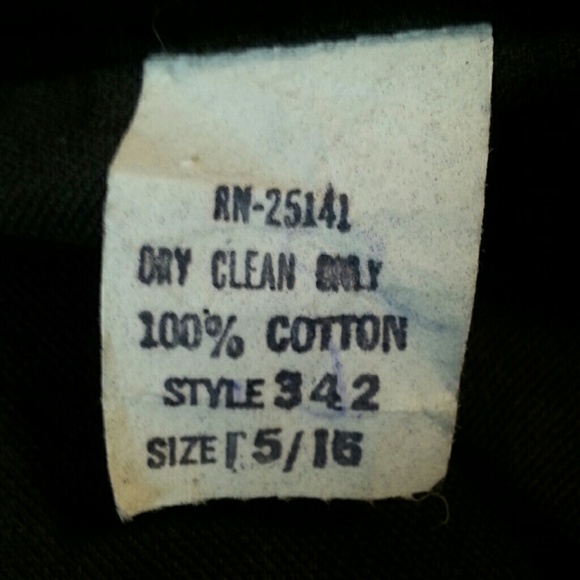 RN-25141
DRY CLEAN ONLY
100% COTTON
STYLE 342
SIZE 15/16